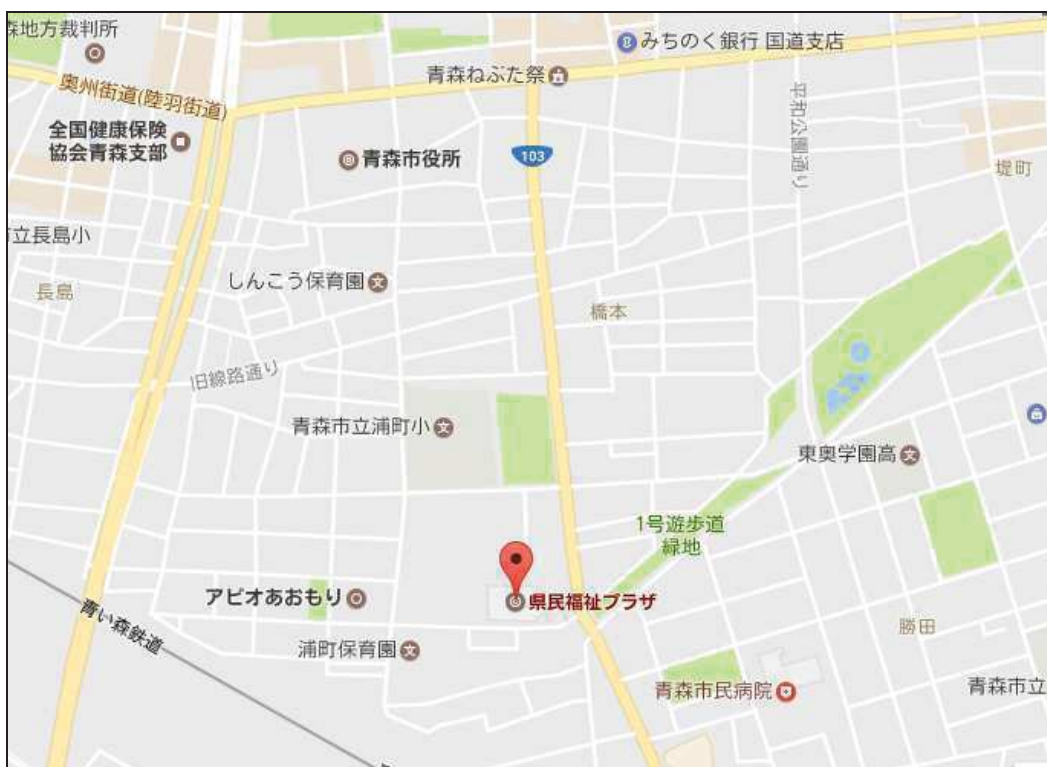 森地方裁判所
みちのく銀行 国道支店
青森ねぶた祭
奥州街道(陸羽街道)
全国健康保険
協会青森支部
青森市役所
103
平和公園通り
堤町
市立長島小
しんこう保育園
長島
橋本
旧線路通り
青森市立浦町小
東奥学園高
1号遊歩道
緑地
アピオあおもり
県民福祉プラザ
青い森鉄道
勝田
浦町保育園
青森市民病院
青森市立